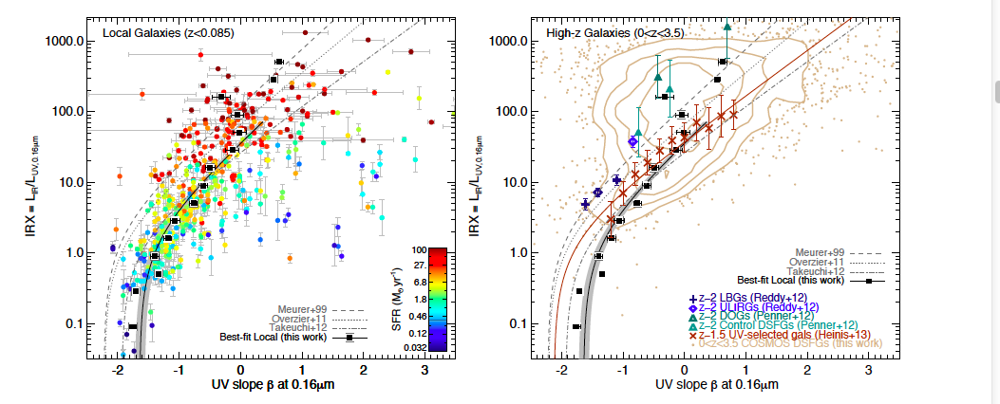 Local Galaxies (z<0.085)
1000.0
100.0
10.0
1.0
0.1
IRX ≡ L_IR/L_UV,0.16μm
Meurer+99
Overzier+11
Takeuchi+12
Best-fit Local (this work)
100
27.
6.8
1.8
0.46
0.12
0.032
SFR (M⊙ yr⁻¹)
-2 -1 0 1 2 3
UV slope β at 0.16μm
High-z Galaxies (0<z<3.5)
1000.0
100.0
10.0
1.0
0.1
IRX ≡ L_IR/L_UV,0.16μm
Meurer+99
Overzier+11
Takeuchi+12
Best-fit Local (this work)
z~2 LBGs (Reddy+12)
z~2 ULIRGs (Reddy+12)
z~2 DOGs (Penner+12)
z~2 Control DSFGs (Penner+12)
z~1.5 UV-selected gals (Heinis+13)
0<z<3.5 COSMOS DSFGs (this work)
-2 -1 0 1 2 3
UV slope β at 0.16μm